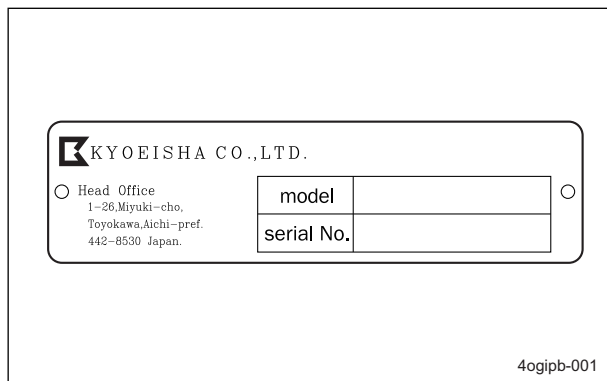 KYOEISHA CO.,LTD.
Head Office
1-26,Miyuki-cho,
Toyokawa,Aichi-pref.
442-8530 Japan.
model
serial No.
4ogipb-001